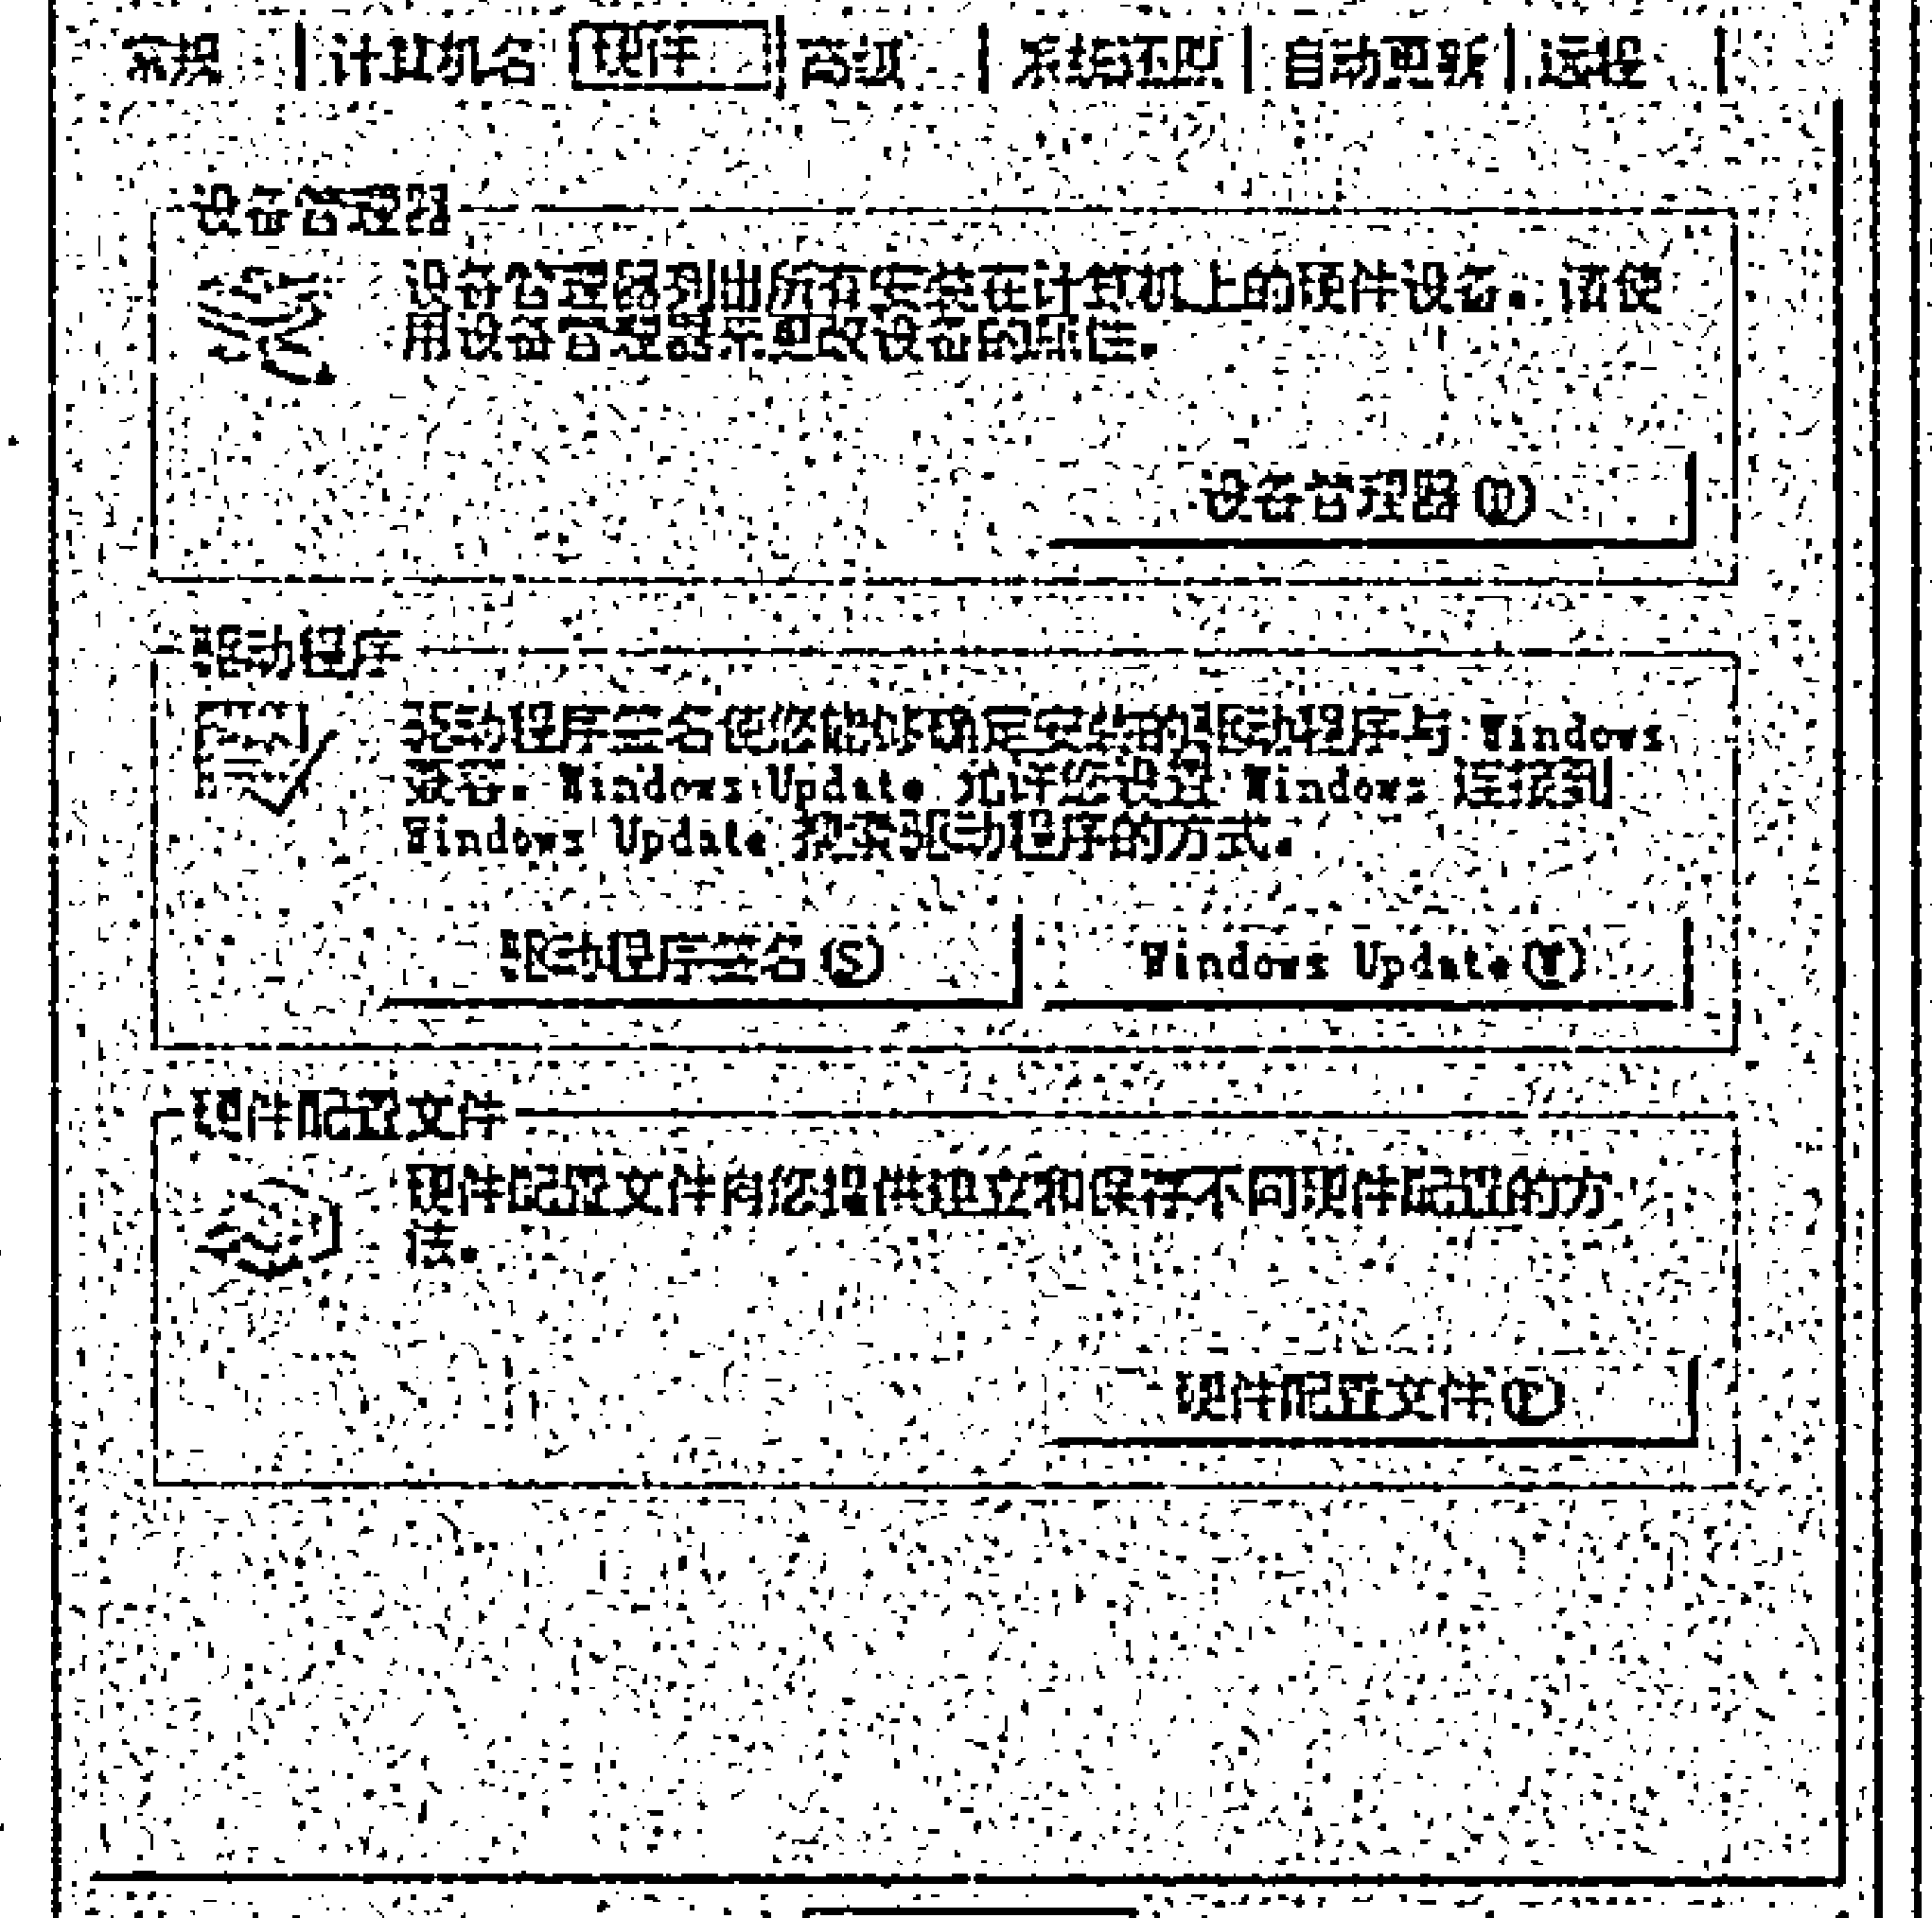 常规 计算机名 硬件 高级 系统还原 自动更新 远程
设备管理器
设备管理器列出所有安装在计算机上的硬件设备。请使
用设备管理器来更改设备的属性。
设备管理器(D)
驱动程序
驱动程序签名使您能够确定安装的驱动程序与 Windows
兼容。Windows Update 允许您设置 Windows 连接到
Windows Update 搜索驱动程序的方式。
驱动程序签名(S) Windows Update(W)
硬件配置文件
硬件配置文件向您提供建立和保存不同硬件配置的方
法。
硬件配置文件(P)